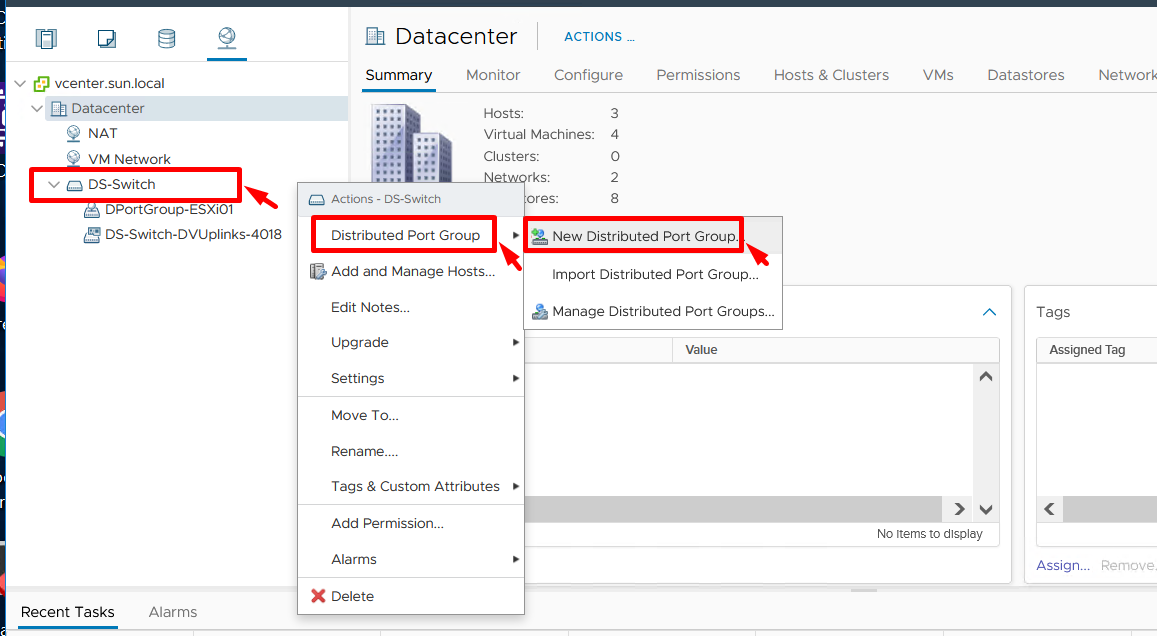 Datacenter
ACTIONS ...
Summary
Monitor
Configure
Permissions
Hosts & Clusters
VMs
Datastores
Network
vcenter.sun.local
Datacenter
NAT
VM Network
DS-Switch
DPortGroup-ESXi01
DS-Switch-DVUplinks-4018
Hosts: 3
Virtual Machines: 4
Clusters: 0
Networks: 2
ores: 8
Actions - DS-Switch
Distributed Port Group
Add and Manage Hosts...
Edit Notes...
Upgrade
Settings
Move To...
Rename....
Tags & Custom Attributes
Add Permission...
Alarms
Delete
New Distributed Port Group...
Import Distributed Port Group...
Manage Distributed Port Groups...
Value
No items to display
Tags
Assigned Tag
Assign... Remove.
Recent Tasks
Alarms